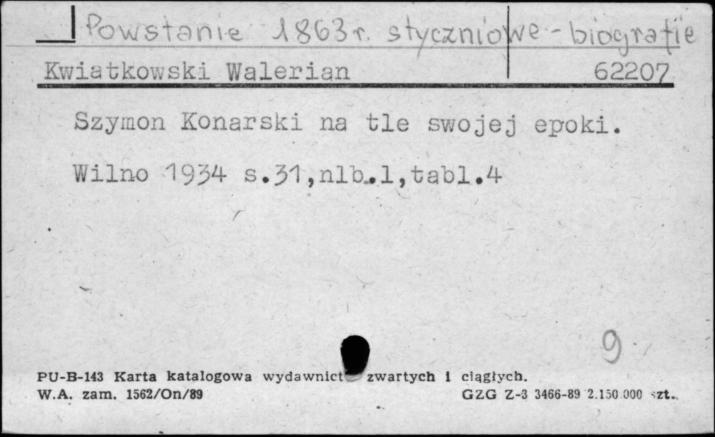 Powstanie 1863 r. styczniowe - biografie
Kwiatkowski Walerian 62207
Szymon Konarski na tle swojej epoki.
Wilno 1934 s.31,nlb.1,tabl.4
9
PU-B-143 Karta katalogowa wydawnictw zwartych i ciągłych.
W.A. zam. 1562/On/89 GZG Z-3 3466-89 2.150.000 szt.